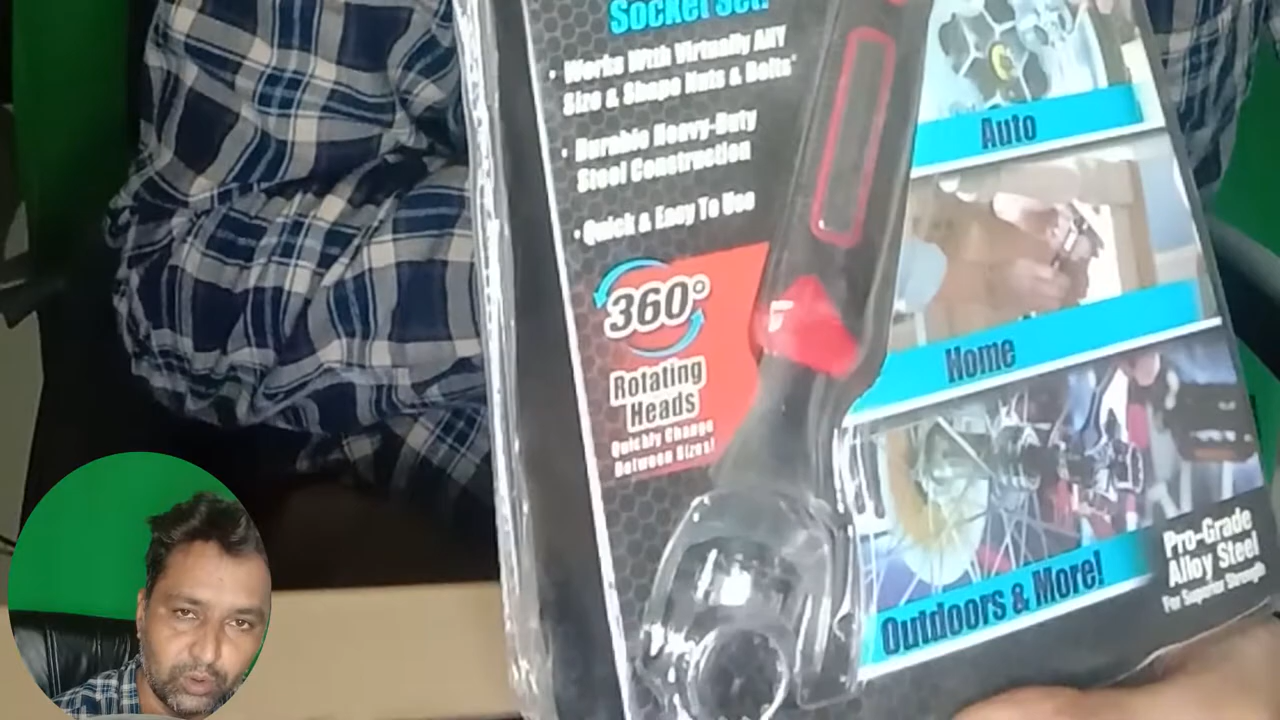 Socket Set!
• Works With Virtually ANY
Size & Shape Nuts & Bolts*
• Durable Heavy-Duty
Steel Construction
• Quick & Easy To Use
360°
Rotating
Heads
Quickly Change
Between Sizes!
Auto
Home
Outdoors & More!
Pro-Grade
Alloy Steel
For Superior Strength